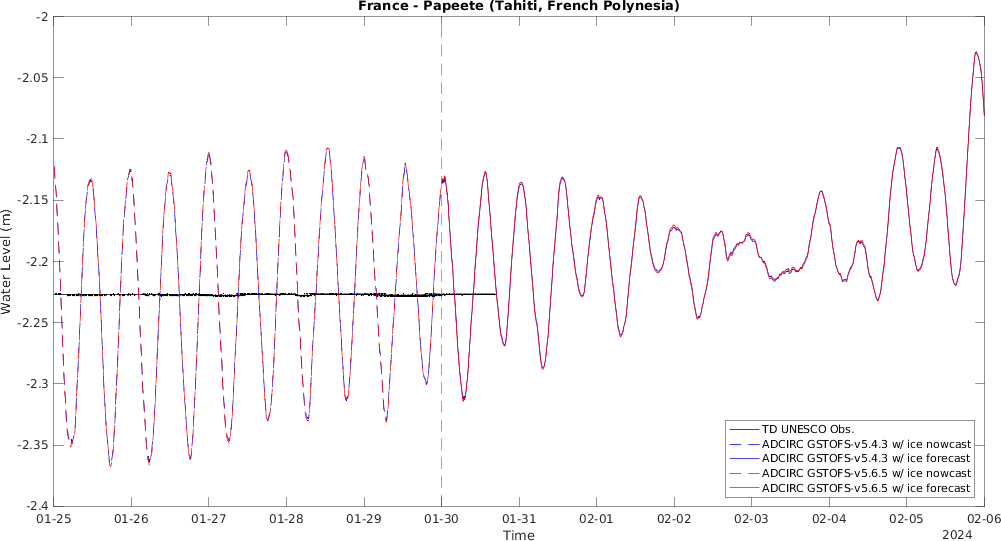 France - Papeete (Tahiti, French Polynesia)
-2
-2.05
-2.1
-2.15
-2.2
-2.25
-2.3
-2.35
-2.4
Water Level (m)
TD UNESCO Obs.
ADCIRC GSTOFS-v5.4.3 w/ ice nowcast
ADCIRC GSTOFS-v5.4.3 w/ ice forecast
ADCIRC GSTOFS-v5.6.5 w/ ice nowcast
ADCIRC GSTOFS-v5.6.5 w/ ice forecast
01-25 01-26 01-27 01-28 01-29 01-30 01-31 02-01 02-02 02-03 02-04 02-05 02-06
Time
2024